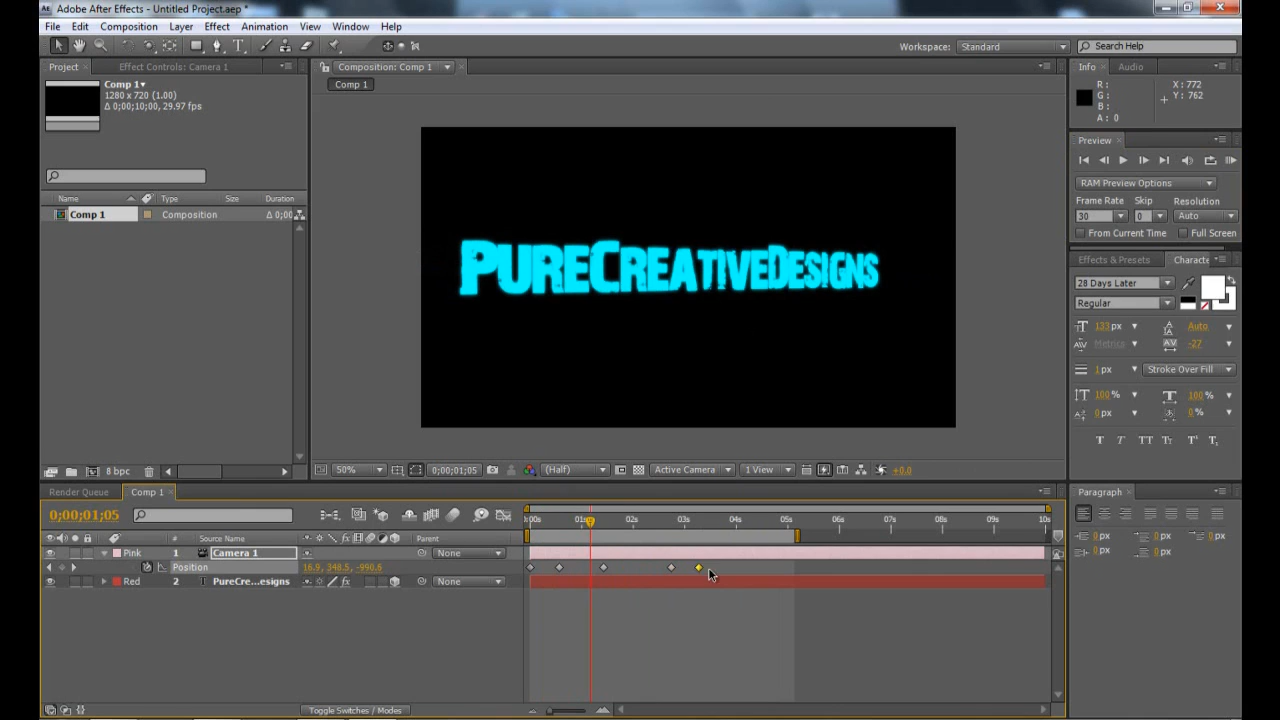 Adobe After Effects - Untitled Project.aep *
File Edit Composition Layer Effect Animation View Window Help
Workspace: Standard Search Help
Project Effect Controls: Camera 1
Composition: Comp 1
Info Audio
Comp 1
Comp 1▾
1280 x 720 (1.00)
Δ 0;00;10;00, 29.97 fps
R:
G:
B:
A: 0
X: 772
Y: 762
Preview
RAM Preview Options
Frame Rate Skip Resolution
30 0 Auto
From Current Time Full Screen
Name Type Size Duration
Comp 1 Composition Δ 0;00
PureCreativeDesigns
Effects & Presets Characte
28 Days Later
Regular
133 px Auto
Metrics -27
1 px Stroke Over Fill
100 % 100 %
0 px 0 %
T T TT Tt T¹ T₁
8 bpc
50% 0;00;01;05 (Half) Active Camera 1 View +0.0
Render Queue Comp 1
Paragraph
0;00;01;05
:00s 01s 02s 03s 04s 05s 06s 07s 08s 09s 10s
# Source Name Parent
Pink 1 Camera 1 None
Position 16.9, 348.5, -990.6
Red 2 T PureCre...esigns None
0 px 0 px 0 px
0 px 0 px
Toggle Switches / Modes